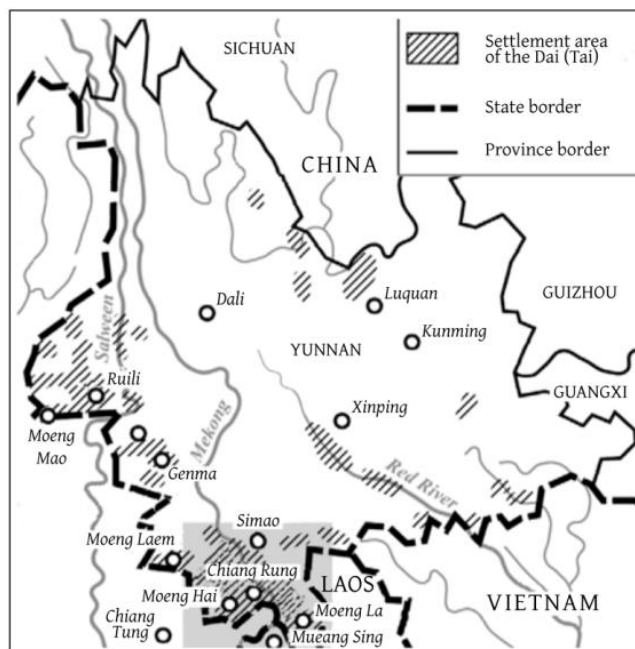 SICHUAN
Settlement area
of the Dai (Tai)
State border
Province border
CHINA
Dali
Luquan
Kunming
GUIZHOU
YUNNAN
GUANGXI
Salween
Ruili
Moeng
Mao
Mekong
Xinping
Genma
Red River
Simao
Moeng Laem
Chiang Rung
LAOS
Moeng Hai
Moeng La
VIETNAM
Chiang
Tung
Mueang Sing